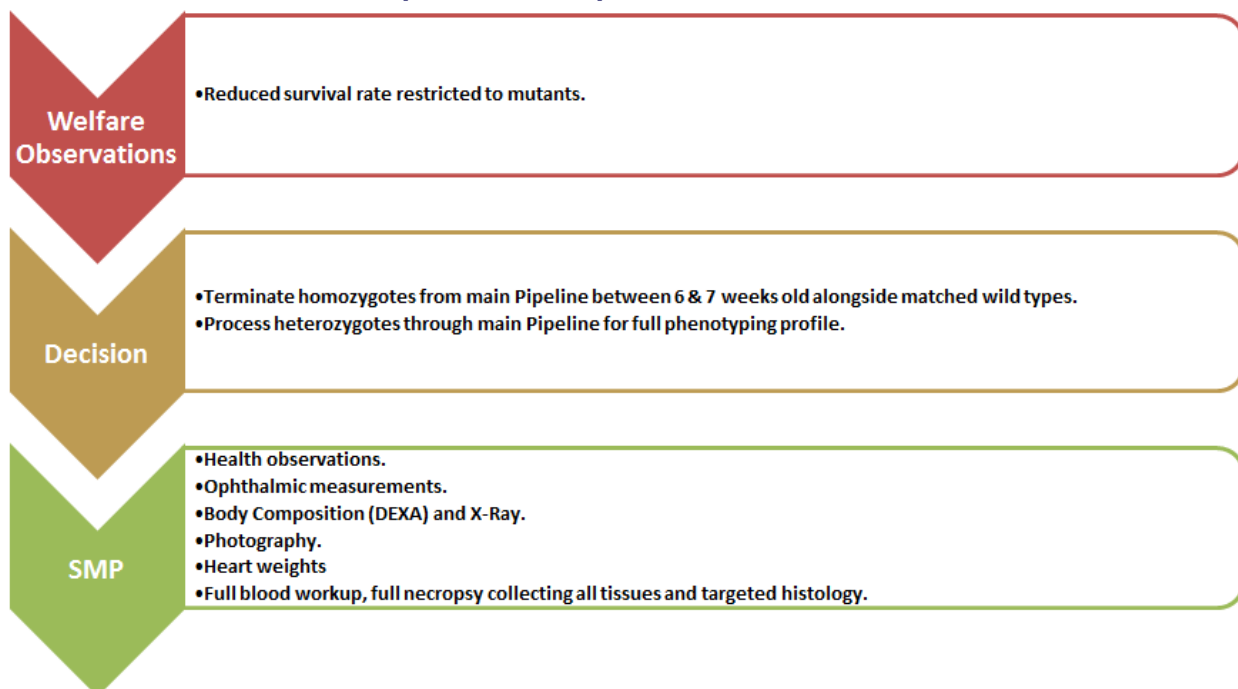 Welfare
Observations
•Reduced survival rate restricted to mutants.
Decision
•Terminate homozygotes from main Pipeline between 6 & 7 weeks old alongside matched wild types.
•Process heterozygotes through main Pipeline for full phenotyping profile.
SMP
•Health observations.
•Ophthalmic measurements.
•Body Composition (DEXA) and X-Ray.
•Photography.
•Heart weights
•Full blood workup, full necropsy collecting all tissues and targeted histology.